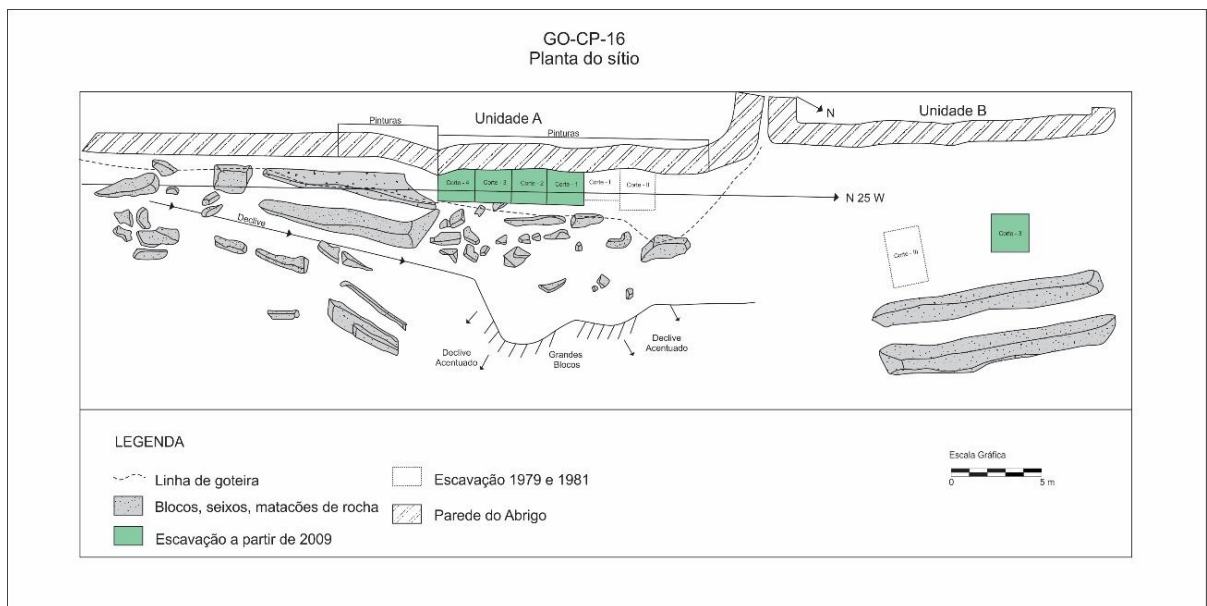 GO-CP-16
Planta do sítio
Pinturas
Unidade A
Pinturas
N
Unidade B
Corte - 4
Corte - 3
Corte - 2
Corte - 1
Corte - I
Corte - II
N 25 W
Declive
Corte - III
Corte - 3
Declive
Acentuado
Grandes
Blocos
Declive
Acentuado
LEGENDA
Linha de goteira
Blocos, seixos, matacões de rocha
Escavação a partir de 2009
Escavação 1979 e 1981
Parede do Abrigo
Escala Gráfica
0
5 m